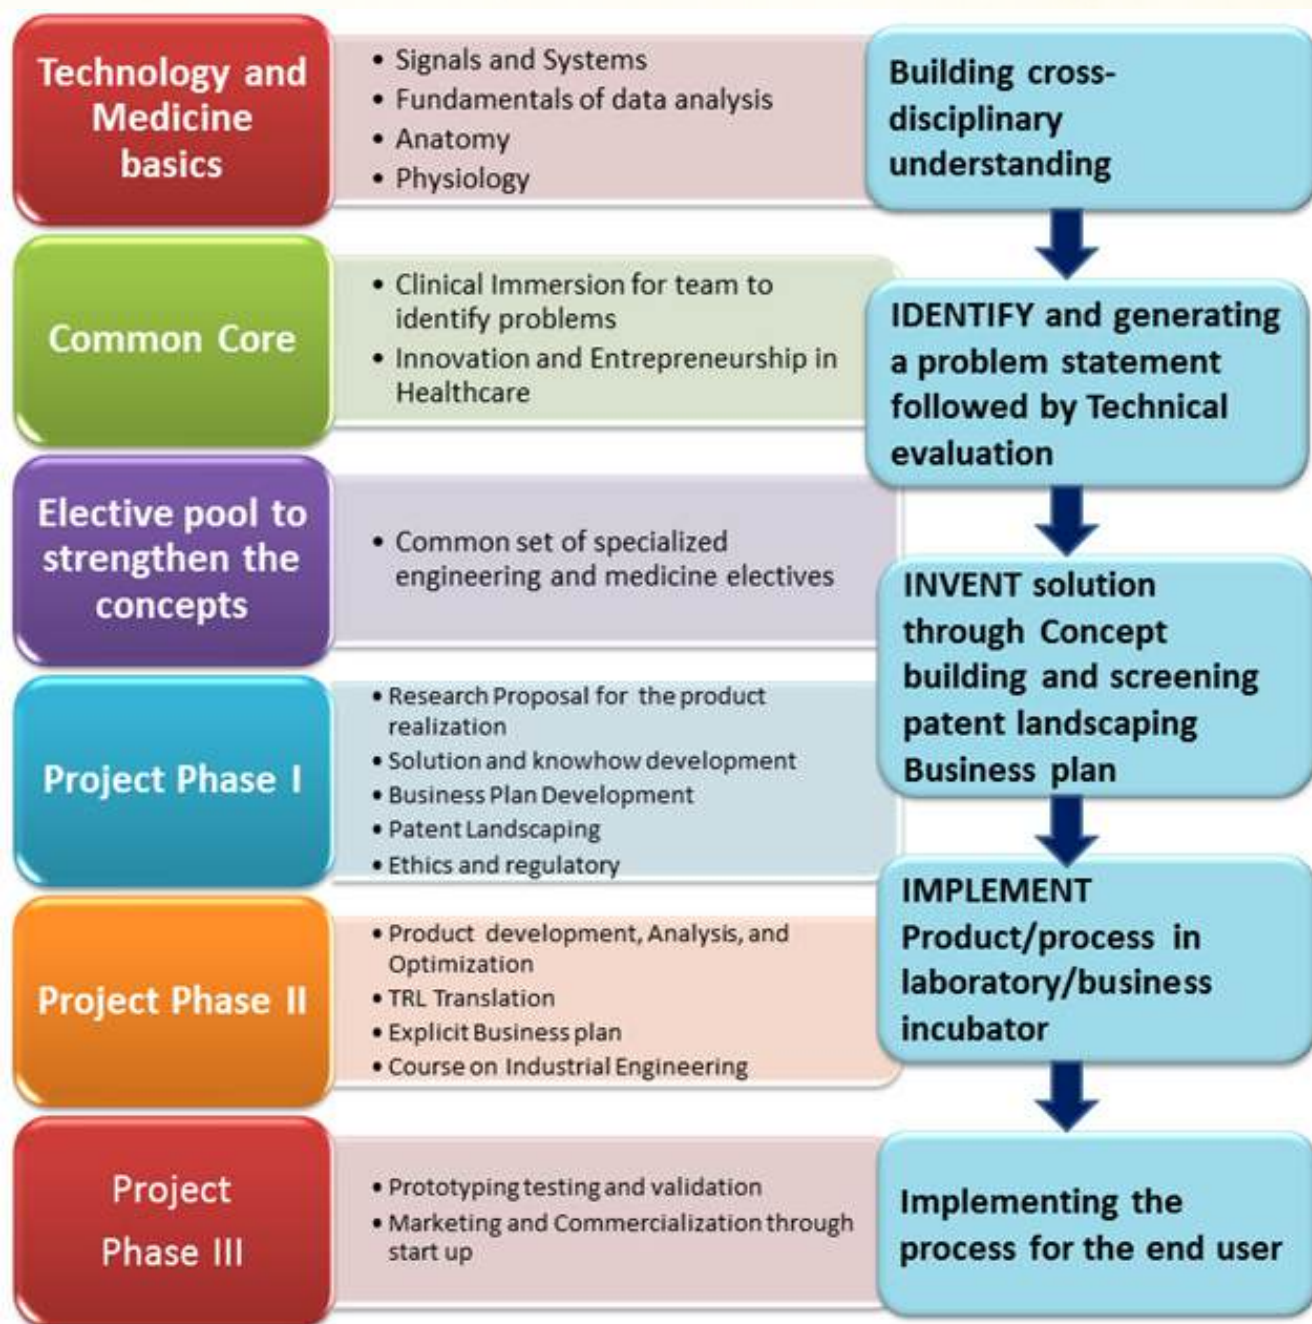 Technology and
Medicine
basics
• Signals and Systems
• Fundamentals of data analysis
• Anatomy
• Physiology
Building cross-
disciplinary
understanding
Common Core
• Clinical Immersion for team to
identify problems
• Innovation and Entrepreneurship in
Healthcare
IDENTIFY and generating
a problem statement
followed by Technical
evaluation
Elective pool to
strengthen the
concepts
• Common set of specialized
engineering and medicine electives
INVENT solution
through Concept
building and screening
patent landscaping
Business plan
Project Phase I
• Research Proposal for the product
realization
• Solution and knowhow development
• Business Plan Development
• Patent Landscaping
• Ethics and regulatory
IMPLEMENT
Product/process in
laboratory/business
incubator
Project Phase II
• Product development, Analysis, and
Optimization
• TRL Translation
• Explicit Business plan
• Course on Industrial Engineering
Project
Phase III
• Prototyping testing and validation
• Marketing and Commercialization through
start up
Implementing the
process for the end user